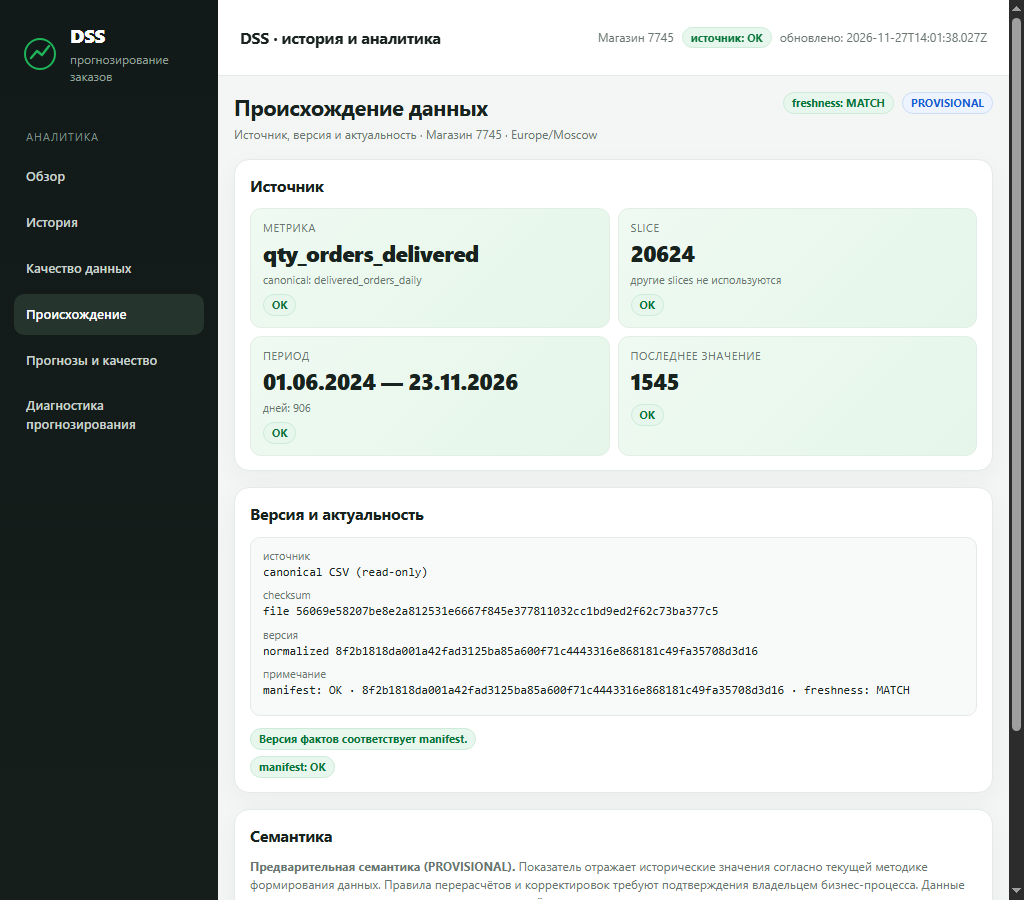 DSS
прогнозирование
заказов
АНАЛИТИКА
Обзор
История
Качество данных
Происхождение
Прогнозы и качество
Диагностика
прогнозирования
DSS · история и аналитика
Магазин 7745
источник: OK
обновлено: 2026-11-27T14:01:38.027Z
Происхождение данных
freshness: MATCH
PROVISIONAL
Источник, версия и актуальность · Магазин 7745 · Europe/Moscow
Источник
МЕТРИКА
qty_orders_delivered
canonical: delivered_orders_daily
OK
SLICE
20624
другие slices не используются
OK
ПЕРИОД
01.06.2024 — 23.11.2026
дней: 906
OK
ПОСЛЕДНЕЕ ЗНАЧЕНИЕ
1545
OK
Версия и актуальность
источник
canonical CSV (read-only)
checksum
file 56069e58207be8e2a812531e6667f845e377811032cc1bd9ed2f62c73ba377c5
версия
normalized 8f2b1818da001a42fad3125ba85a600f71c4443316e868181c49fa35708d3d16
примечание
manifest: OK · 8f2b1818da001a42fad3125ba85a600f71c4443316e868181c49fa35708d3d16 · freshness: MATCH
Версия фактов соответствует manifest.
manifest: OK
Семантика
Предварительная семантика (PROVISIONAL). Показатель отражает исторические значения согласно текущей методике
формирования данных. Правила перерасчётов и корректировок требуют подтверждения владельцем бизнес-процесса. Данные